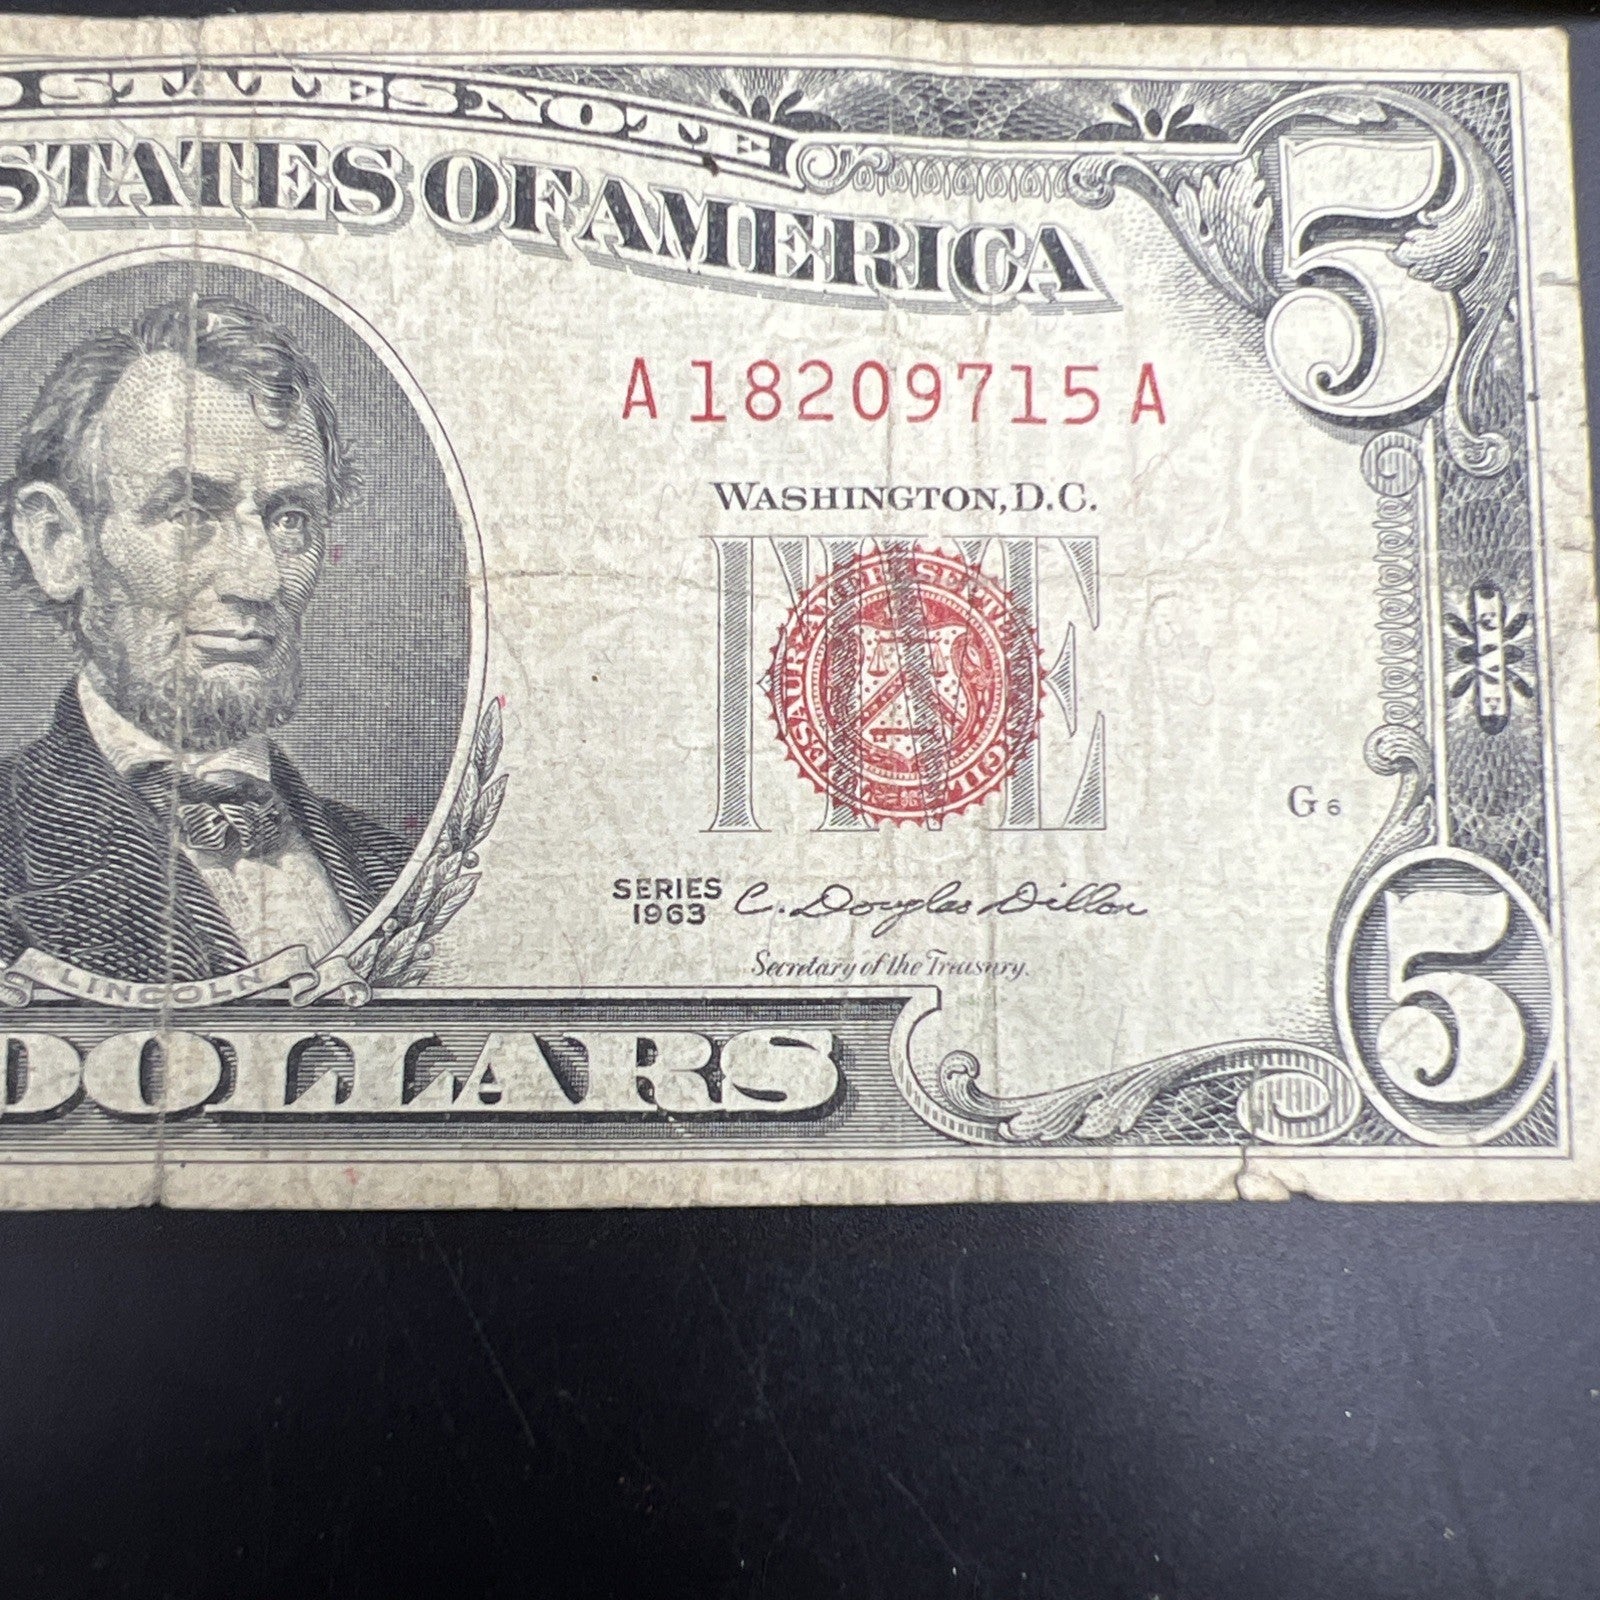 D STATES NOTE
STATES OF AMERICA
5
A 18209715 A
WASHINGTON, D.C.
FIVE
FIVE
G 6
SERIES
1963
C. Douglas Dillon
Secretary of the Treasury.
LINCOLN
DOLLARS
5